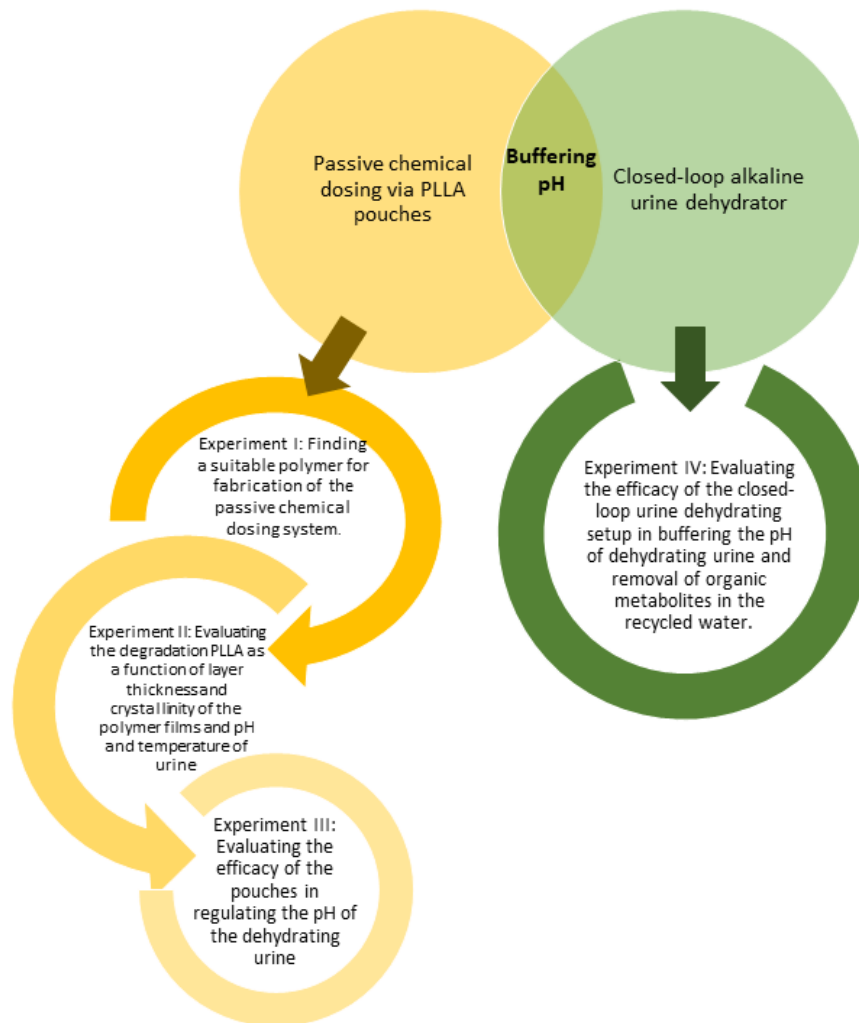 Passive chemical
dosing via PLLA
pouches
Buffering
pH
Closed-loop alkaline
urine dehydrator
Experiment I: Finding
a suitable polymer for
fabrication of the
passive chemical
dosing system.
Experiment II: Evaluating
the degradation PLLA as
a function of layer
thickness and
crystallinity of the
polymer films and pH
and temperature of
urine
Experiment III:
Evaluating the
efficacy of the
pouches in
regulating the pH of
the dehydrating
urine
Experiment IV: Evaluating
the efficacy of the closed-
loop urine dehydrating
setup in buffering the pH
of dehydrating urine and
removal of organic
metabolites in the
recycled water.